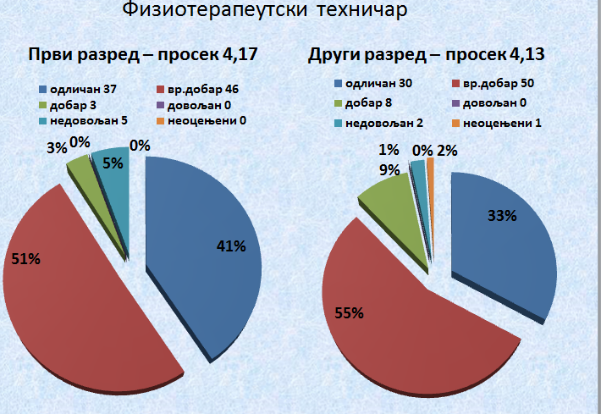 Физиотерапеутски техничар
Први разред – просек 4,17
одличан 37
вр.добар 46
добар 3
довољан 0
недовољан 5
неоцењени 0
3%
0%
0%
5%
41%
51%
Други разред – просек 4,13
одличан 30
вр.добар 50
добар 8
довољан 0
недовољан 2
неоцењени 1
1%
0%
2%
9%
33%
55%